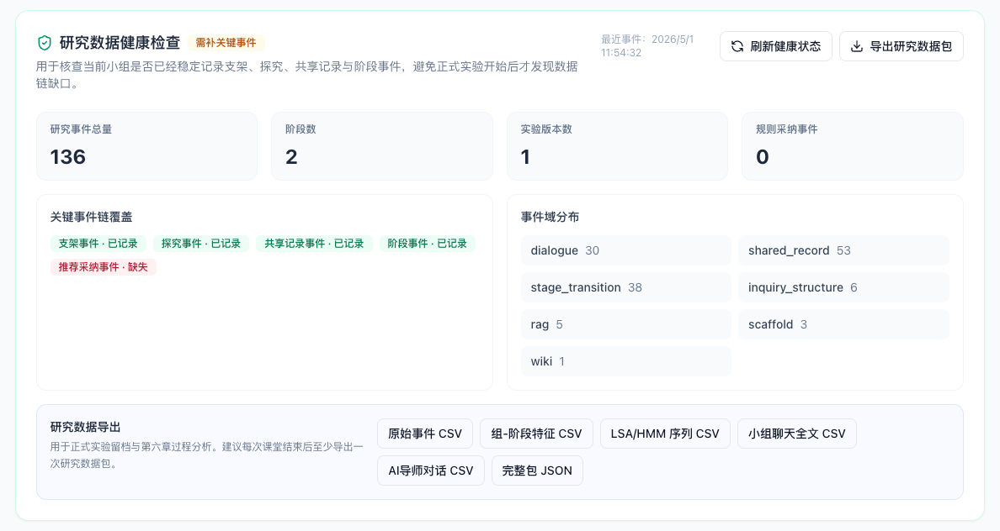 研究数据健康检查 需补关键事件
用于核查当前小组是否已经稳定记录支架、探究、共享记录与阶段事件，避免正式实验开始后才发现数据
链缺口。
最近事件：2026/5/1
11:54:32
刷新健康状态
导出研究数据包
研究事件总量
136
阶段数
2
实验版本数
1
规则采纳事件
0
关键事件链覆盖
支架事件 · 已记录 探究事件 · 已记录 共享记录事件 · 已记录 阶段事件 · 已记录
推荐采纳事件 · 缺失
事件域分布
dialogue 30
shared_record 53
stage_transition 38
inquiry_structure 6
rag 5
scaffold 3
wiki 1
研究数据导出
用于正式实验留档与第六章过程分析。建议每次课堂结束后至少导出一
次研究数据包。
原始事件 CSV
组-阶段特征 CSV
LSA/HMM 序列 CSV
小组聊天全文 CSV
AI导师对话 CSV
完整包 JSON